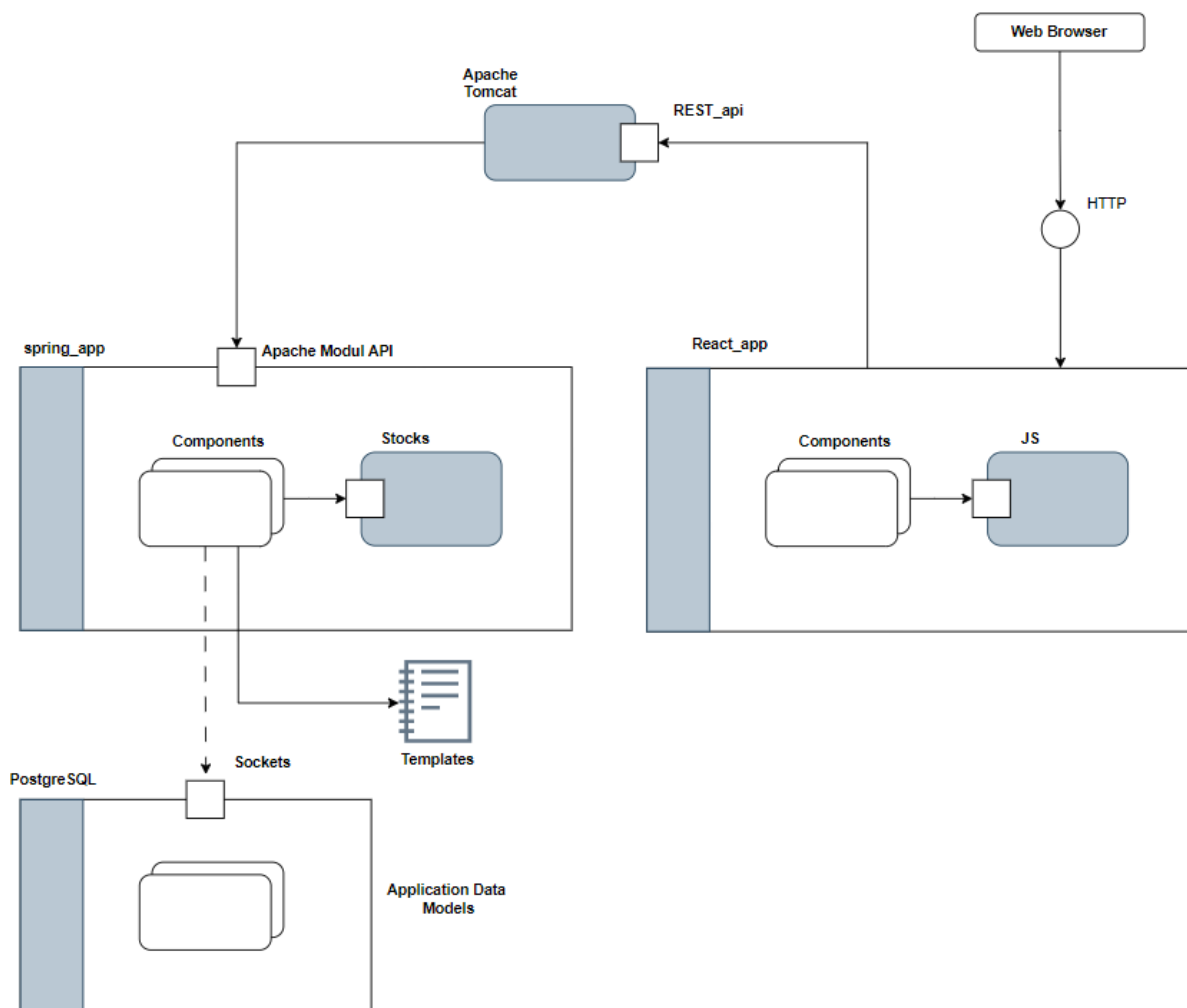 Web Browser
Apache
Tomcat
REST_api
HTTP
spring_app
Apache Modul API
React_app
Components
Stocks
Components
JS
Templates
Sockets
PostgreSQL
Application Data
Models